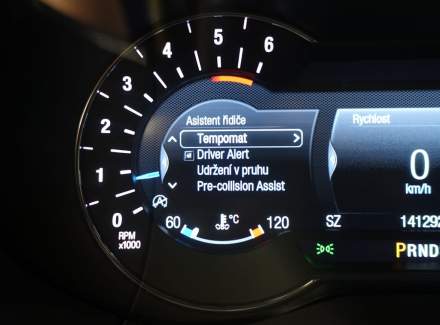 6
5
4
3
2
1
0
RPM
x1000
Asistent řidiče
Tempomat
Driver Alert
Udržení v pruhu
Pre-collision Assist
60 °C 120
Rychlost
0
km/h
SZ 141292
PRND